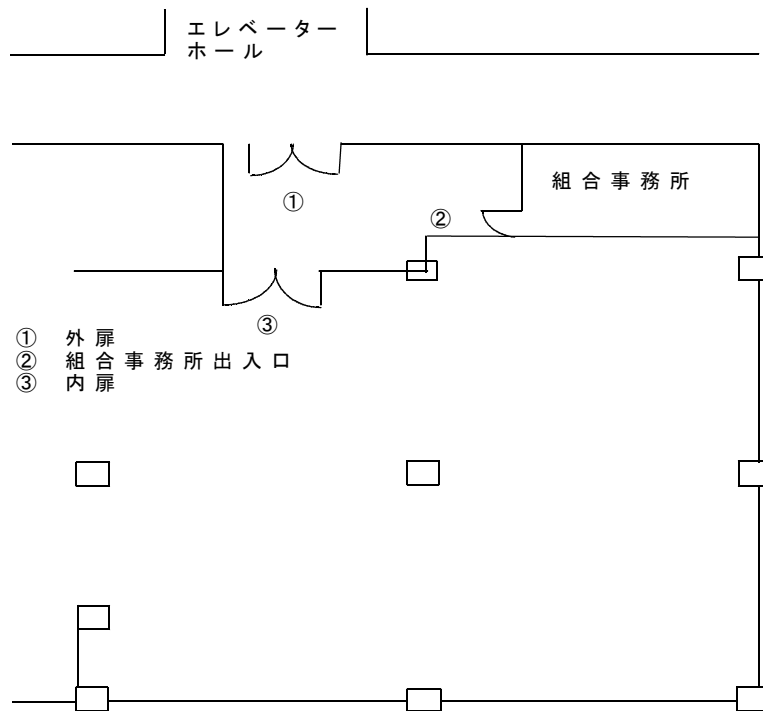 エレベーター
ホール
組合事務所
①
②
③
① 外扉
② 組合事務所出入口
③ 内扉